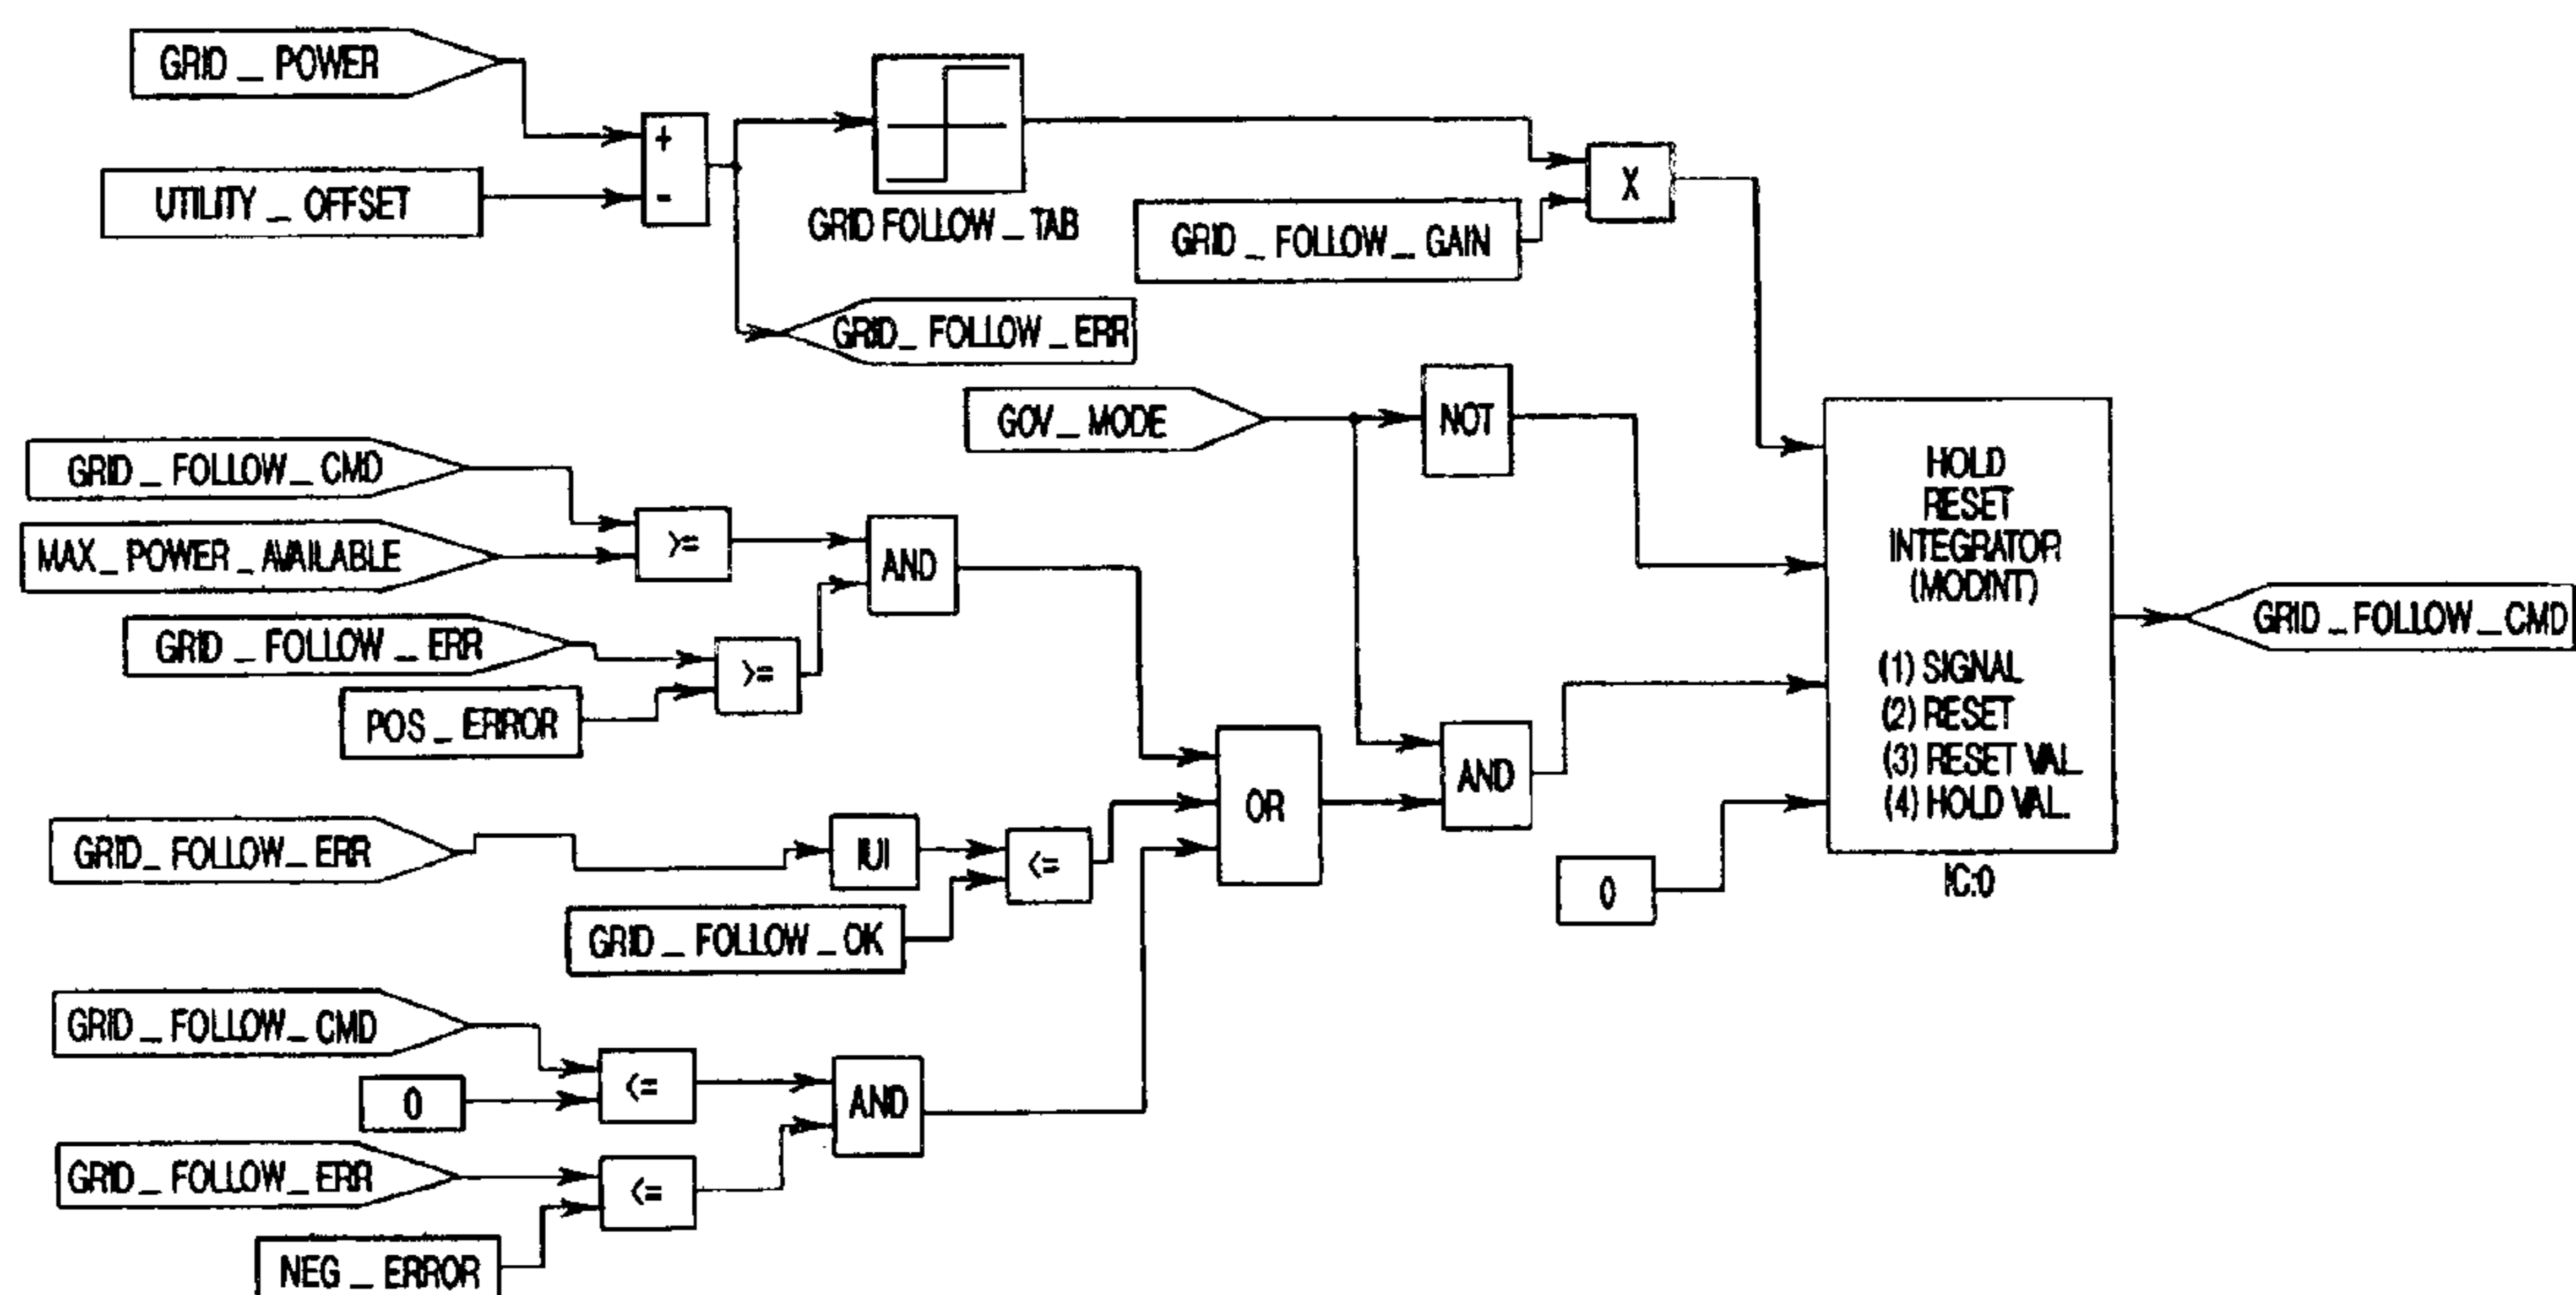 GRID _ POWER
+
-
UTILITY _ OFFSET
GRID FOLLOW _ TAB
X
GRID _ FOLLOW _ GAIN
GRID _ FOLLOW _ ERR
GOV _ MODE
NOT
GRID _ FOLLOW _ CMD
MAX _ POWER _ AVAILABLE
>=
AND
GRID _ FOLLOW _ ERR
>=
POS _ ERROR
HOLD
RESET
INTEGRATOR
(MODINT)
(1) SIGNAL
(2) RESET
(3) RESET VAL.
(4) HOLD VAL.
IC:0
GRID _ FOLLOW _ CMD
OR
AND
0
GRID _ FOLLOW _ ERR
IUI
<=
GRID _ FOLLOW _ OK
GRID _ FOLLOW _ CMD
0
<=
AND
GRID _ FOLLOW _ ERR
<=
NEG _ ERROR